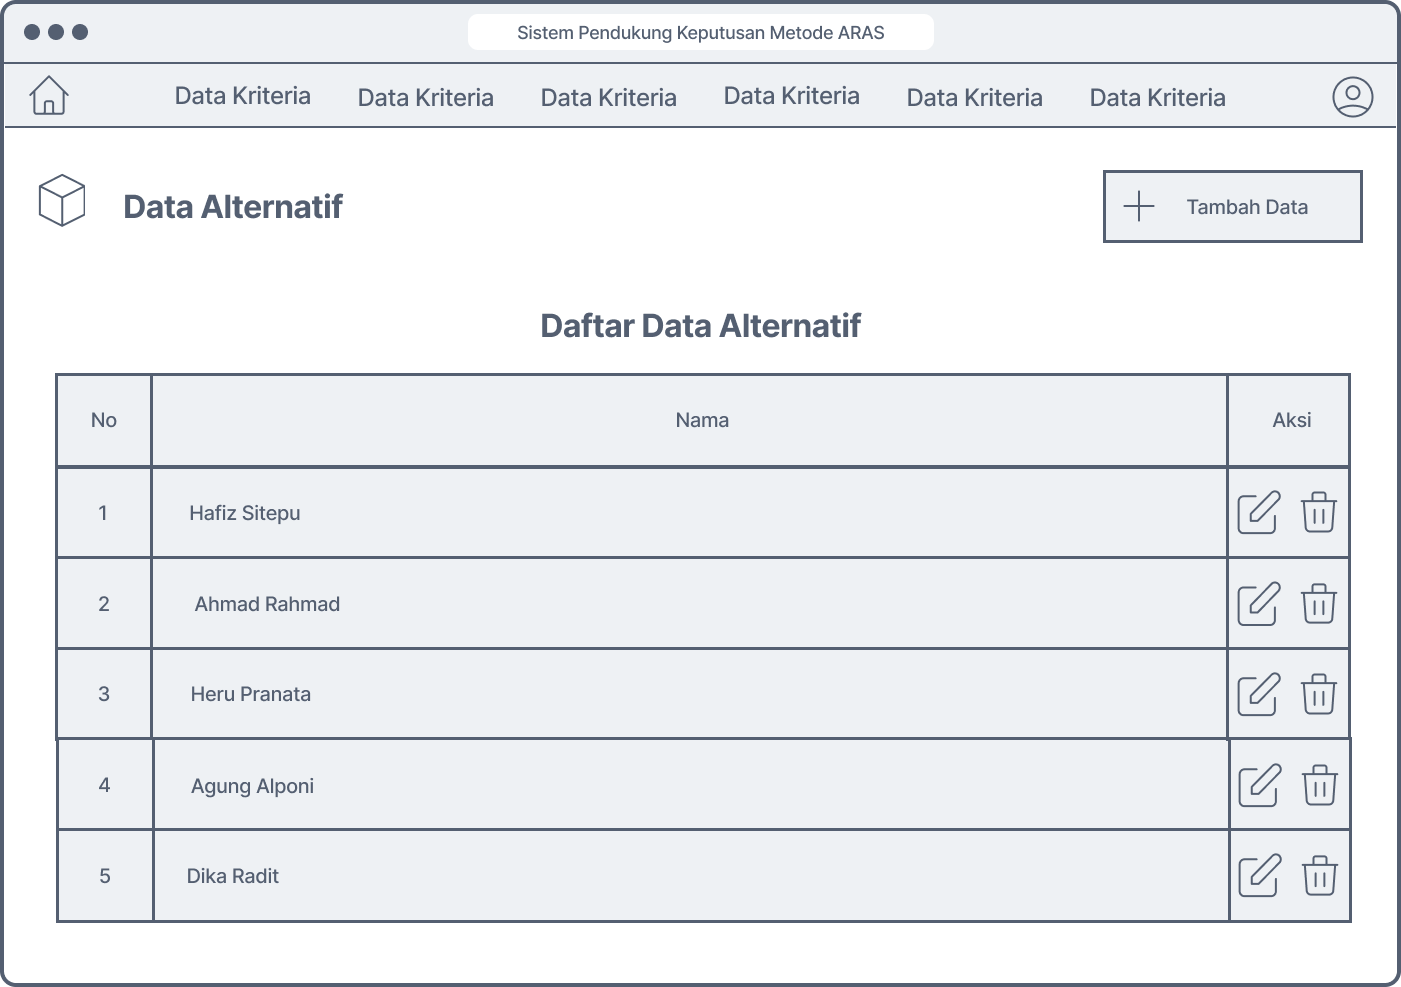 Sistem Pendukung Keputusan Metode ARAS
Data Kriteria Data Kriteria Data Kriteria Data Kriteria Data Kriteria Data Kriteria
Data Alternatif
Tambah Data
Daftar Data Alternatif
No Nama Aksi
1 Hafiz Sitepu
2 Ahmad Rahmad
3 Heru Pranata
4 Agung Alponi
5 Dika Radit